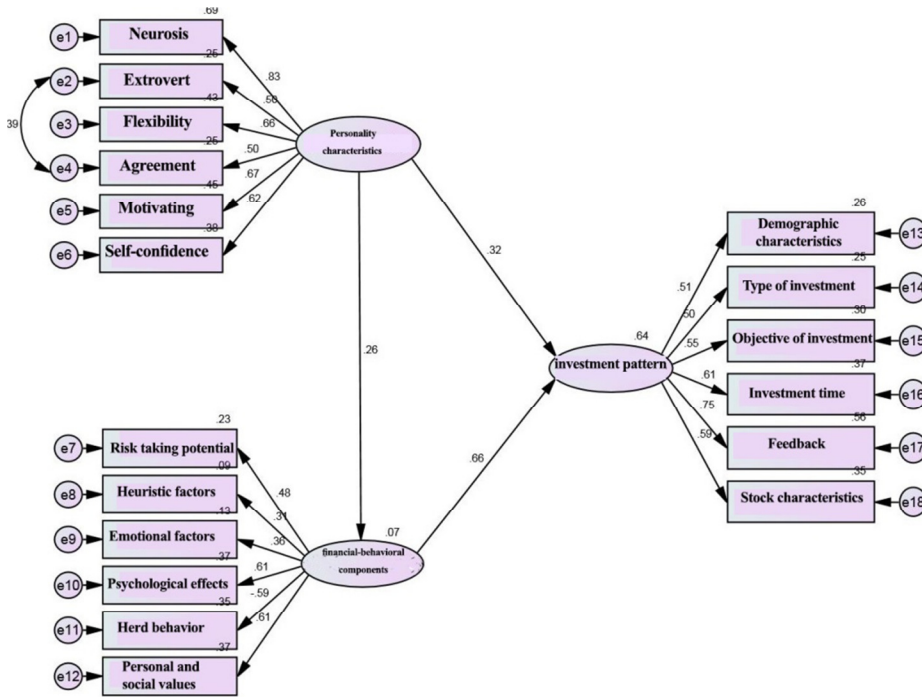 .69
e1
Neurosis
.25
e2
Extrovert
.43
e3
Flexibility
.25
e4
Agreement
.45
e5
Motivating
.38
e6
Self-confidence
39
.83
.50
.66
.50
.67
.62
Personality
characteristics
.32
.26
.23
e7
Risk taking potential
.09
e8
Heuristic factors
.13
e9
Emotional factors
.37
e10
Psychological effects
.35
e11
Herd behavior
.37
e12
Personal and
social values
.48
.31
.36
.61
-.59
.61
.07
financial-behavioral
components
.66
.64
investment pattern
.51
.50
.55
.61
.75
.59
.26
Demographic
characteristics
e13
.25
Type of investment
e14
.30
Objective of investment
e15
.37
Investment time
e16
.56
Feedback
e17
.35
Stock characteristics
e18